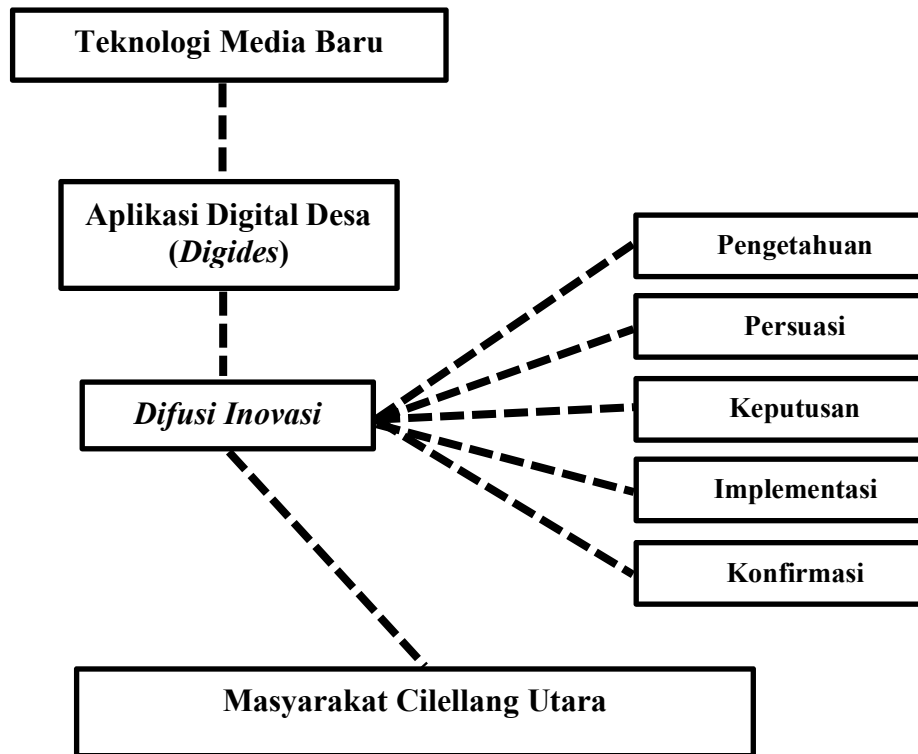 Teknologi Media Baru
Aplikasi Digital Desa
(Digides)
Difusi Inovasi
Pengetahuan
Persuasi
Keputusan
Implementasi
Konfirmasi
Masyarakat Cilellang Utara